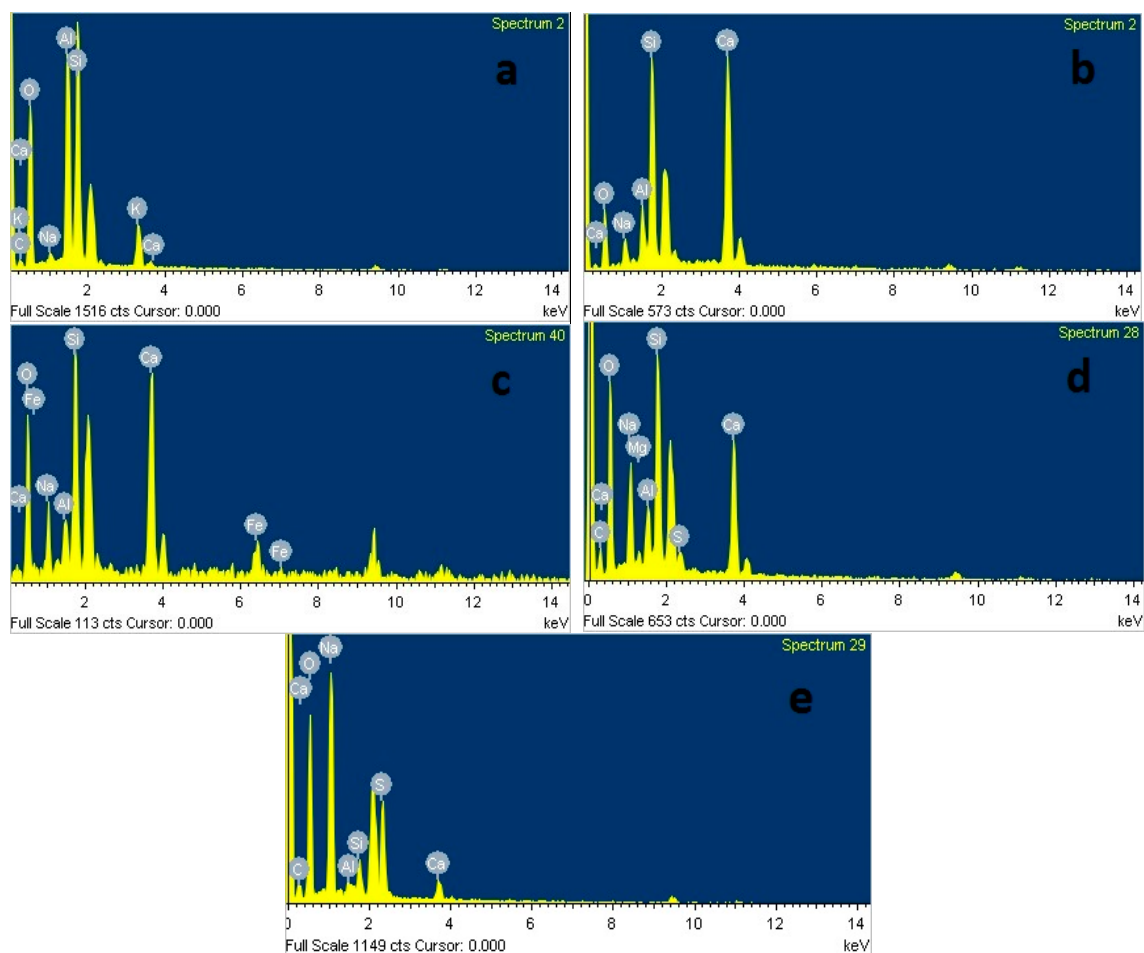 Spectrum 2
a
Al
Si
O
Ca
K
C
Na
K
Ca
2 4 6 8 10 12 14
Full Scale 1516 cts Cursor: 0.000 keV
Spectrum 2
b
Si
Ca
O
Al
Na
Ca
2 4 6 8 10 12 14
Full Scale 573 cts Cursor: 0.000 keV
Spectrum 40
c
Si
Ca
O
Fe
Na
Ca
Al
Fe
Fe
2 4 6 8 10 12 14
Full Scale 113 cts Cursor: 0.000 keV
Spectrum 28
d
Si
O
Na
Ca
Mg
Al
Ca
C
S
0 2 4 6 8 10 12 14
Full Scale 653 cts Cursor: 0.000 keV
Spectrum 29
e
Na
O
Ca
S
Si
Al
C
Ca
0 2 4 6 8 10 12 14
Full Scale 1149 cts Cursor: 0.000 keV